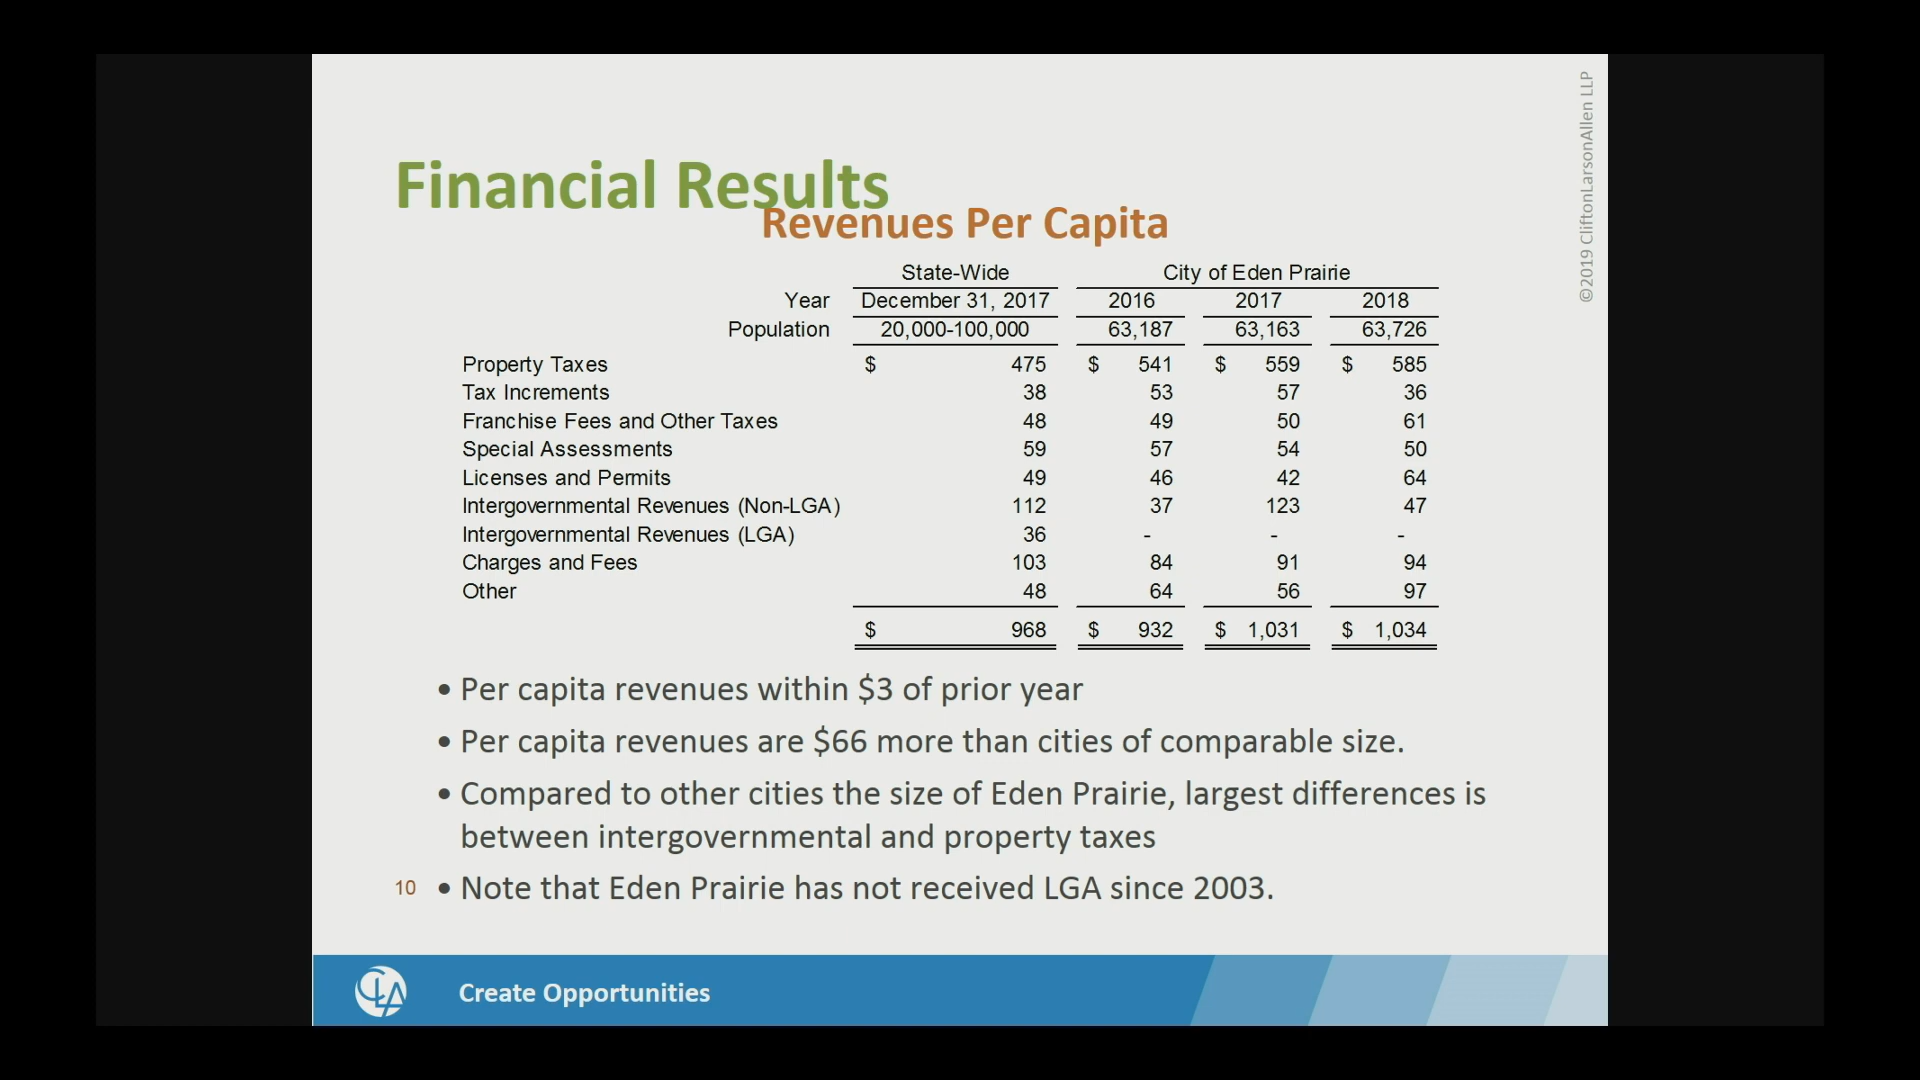 ©2019 CliftonLarsonAllen LLP
Financial Results
Revenues Per Capita
State-Wide City of Eden Prairie
Year December 31, 2017 2016 2017 2018
Population 20,000-100,000 63,187 63,163 63,726
Property Taxes $ 475 $ 541 $ 559 $ 585
Tax Increments 38 53 57 36
Franchise Fees and Other Taxes 48 49 50 61
Special Assessments 59 57 54 50
Licenses and Permits 49 46 42 64
Intergovernmental Revenues (Non-LGA) 112 37 123 47
Intergovernmental Revenues (LGA) 36 - - -
Charges and Fees 103 84 91 94
Other 48 64 56 97
$ 968 $ 932 $ 1,031 $ 1,034
• Per capita revenues within $3 of prior year
• Per capita revenues are $66 more than cities of comparable size.
• Compared to other cities the size of Eden Prairie, largest differences is
between intergovernmental and property taxes
10 • Note that Eden Prairie has not received LGA since 2003.
CLA Create Opportunities